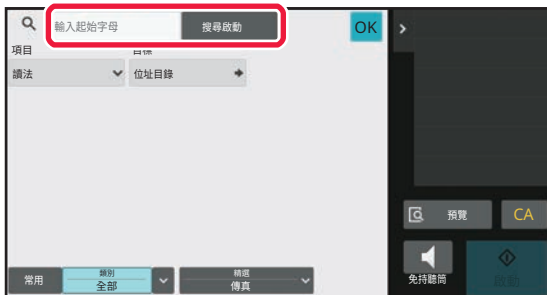 輸入起始字母
搜尋啟動
OK
項目
目標
讀法
位址目錄
預覽
CA
常用
類別
全部
精選
傳真
免持聽筒
啟動